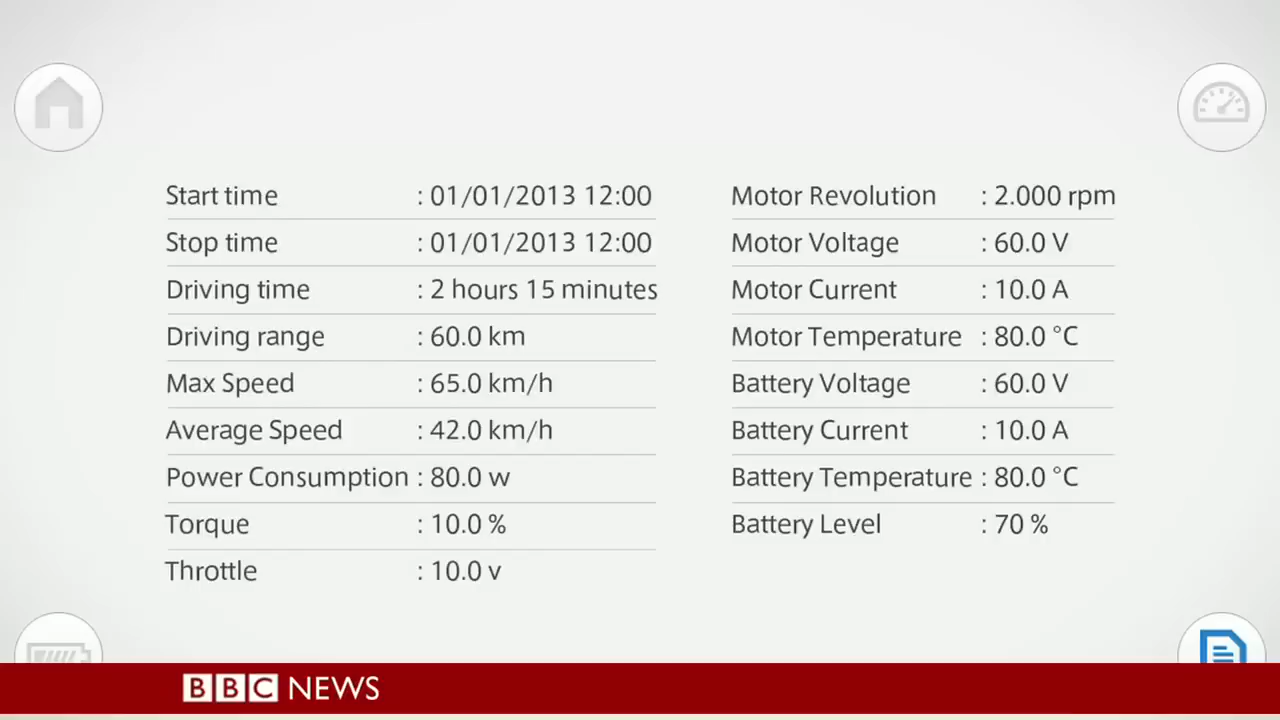 Start time : 01/01/2013 12:00
Stop time : 01/01/2013 12:00
Driving time : 2 hours 15 minutes
Driving range : 60.0 km
Max Speed : 65.0 km/h
Average Speed : 42.0 km/h
Power Consumption : 80.0 w
Torque : 10.0 %
Throttle : 10.0 v
Motor Revolution : 2.000 rpm
Motor Voltage : 60.0 V
Motor Current : 10.0 A
Motor Temperature : 80.0 °C
Battery Voltage : 60.0 V
Battery Current : 10.0 A
Battery Temperature : 80.0 °C
Battery Level : 70 %
BBC NEWS